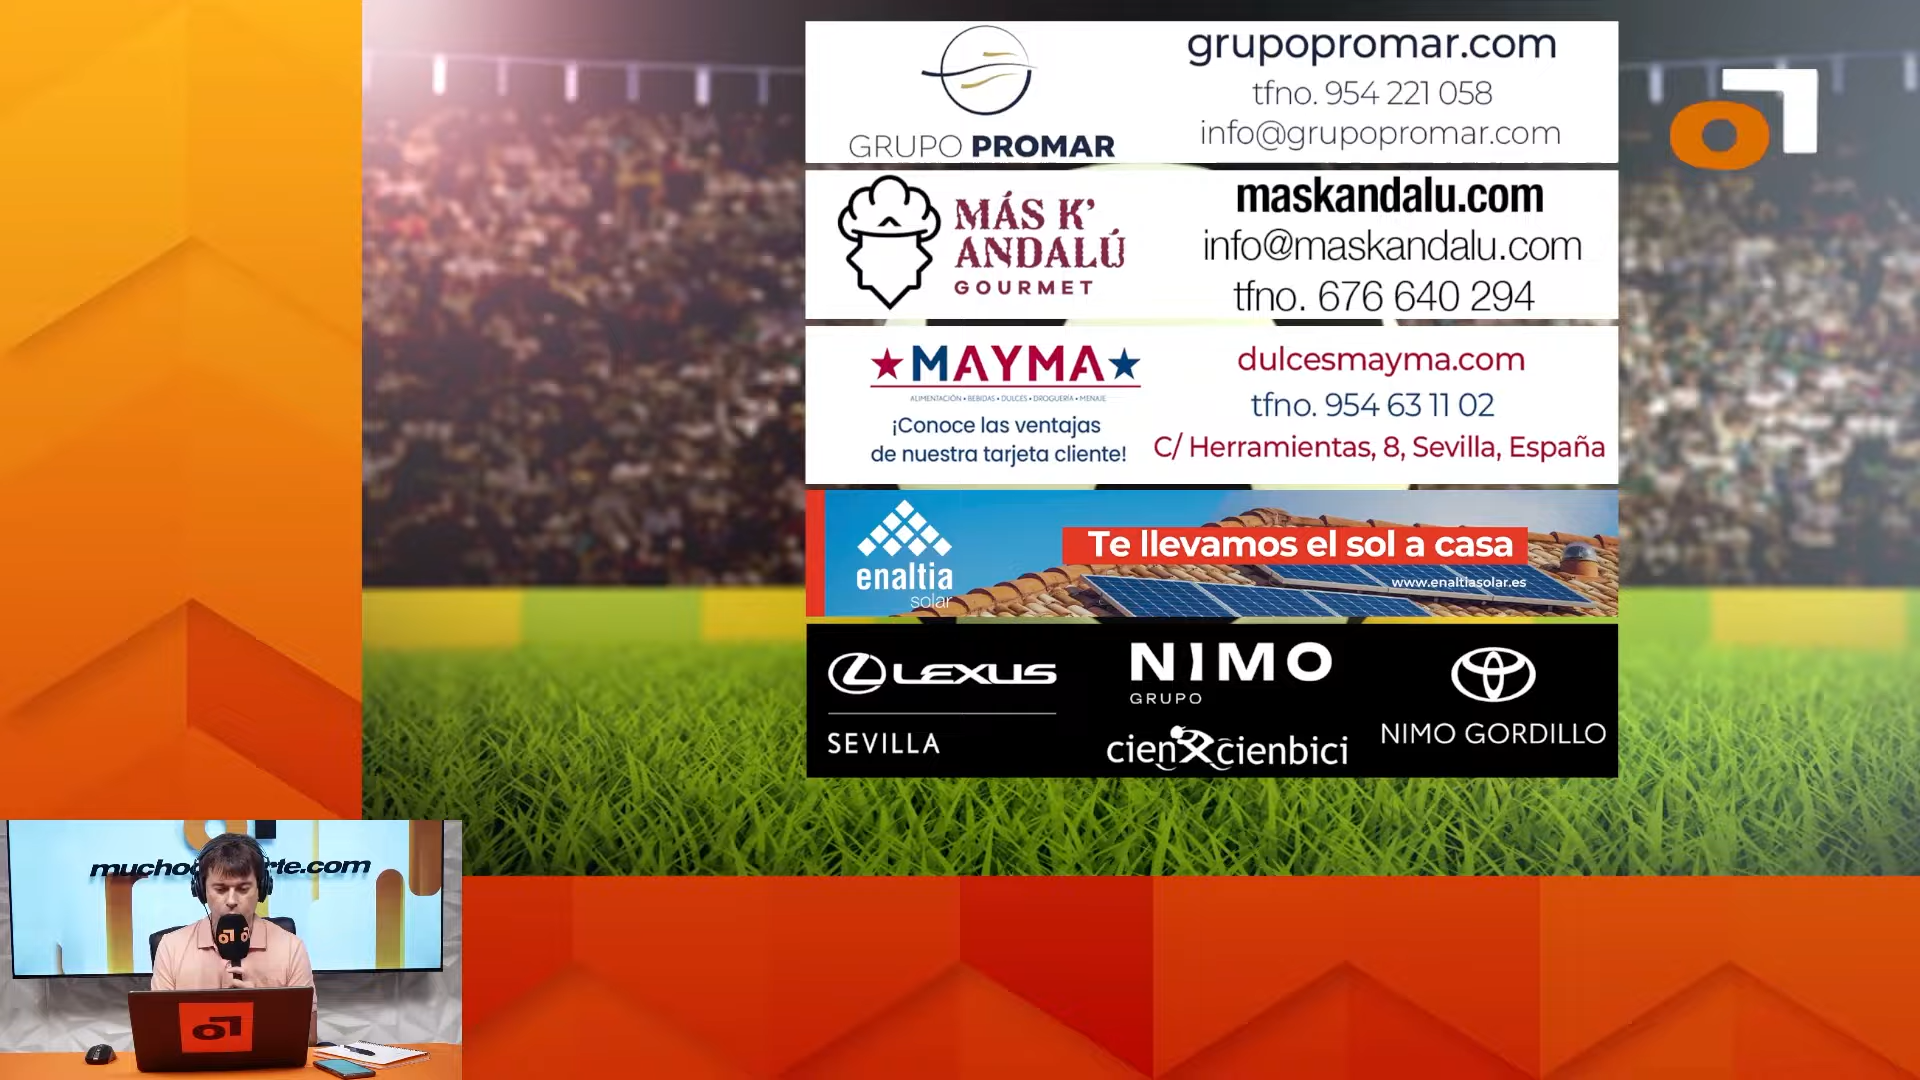 grupopromar.com
tfno. 954 221 058
info@grupopromar.com
GRUPO PROMAR
MÁS K'
ANDALÚ
GOURMET
maskandalu.com
info@maskandalu.com
tfno. 676 640 294
MAYMA
ALIMENTACIÓN • BEBIDAS • DULCES • DROGUERÍA • MENAJE
¡Conoce las ventajas
de nuestra tarjeta cliente!
dulcesmayma.com
tfno. 954 63 11 02
C/ Herramientas, 8, Sevilla, España
enaltia
solar
Te llevamos el sol a casa
www.enaltiasolar.es
LEXUS
SEVILLA
NIMO
GRUPO
cienxcienbici
NIMO GORDILLO